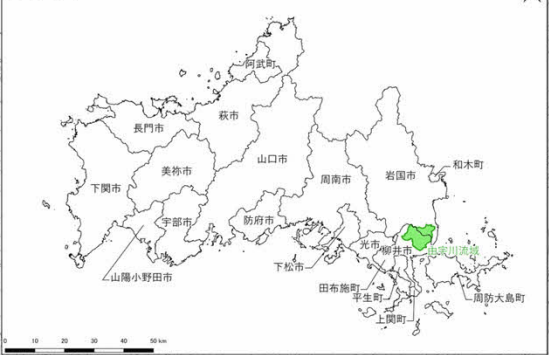 阿武町
萩市
長門市
山口市
美祢市
周南市
岩国市
和木町
下関市
宇部市
防府市
光市
柳井市
由宇川流域
下松市
山陽小野田市
田布施町
平生町
周防大島町
上関町
0 10 20 30 40 50 km